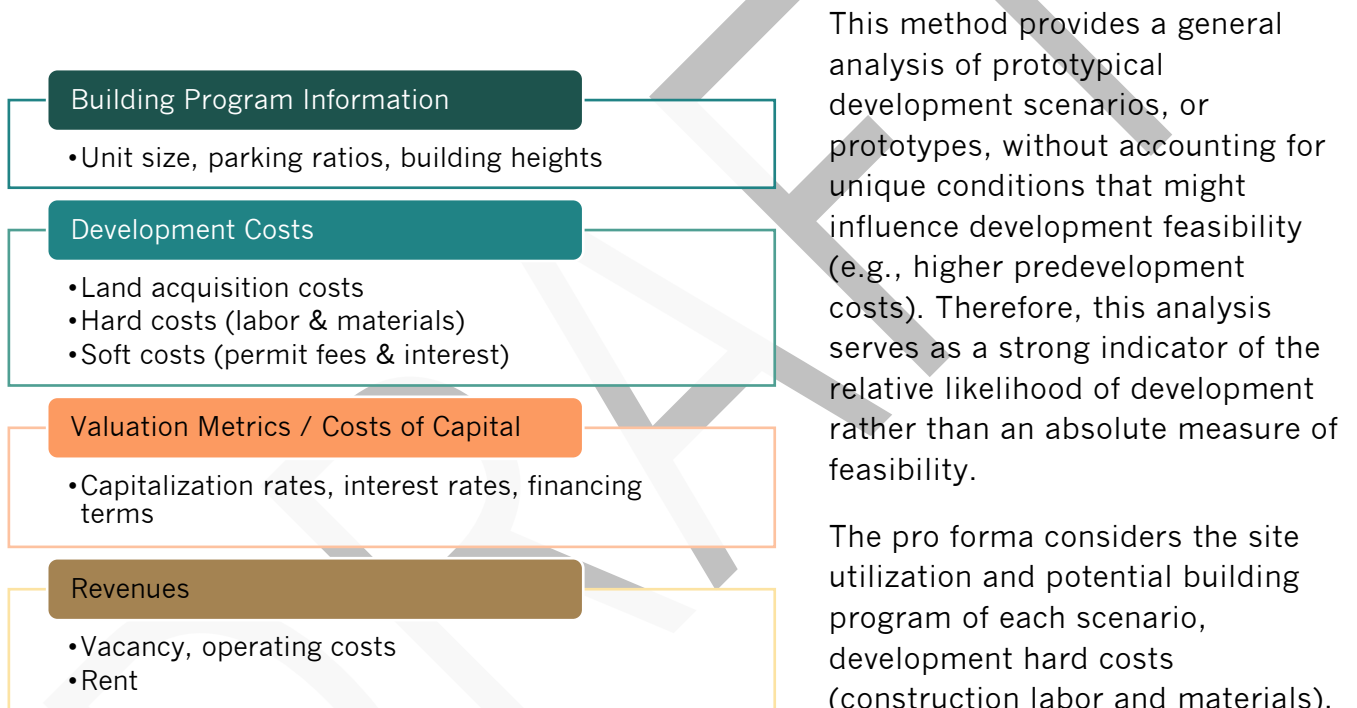 Building Program Information
•Unit size, parking ratios, building heights
Development Costs
•Land acquisition costs
•Hard costs (labor & materials)
•Soft costs (permit fees & interest)
Valuation Metrics / Costs of Capital
•Capitalization rates, interest rates, financing
terms
Revenues
•Vacancy, operating costs
•Rent
This method provides a general
analysis of prototypical
development scenarios, or
prototypes, without accounting for
unique conditions that might
influence development feasibility
(e.g., higher predevelopment
costs). Therefore, this analysis
serves as a strong indicator of the
relative likelihood of development
rather than an absolute measure of
feasibility.
The pro forma considers the site
utilization and potential building
program of each scenario,
development hard costs
(construction labor and materials),
DRAFT